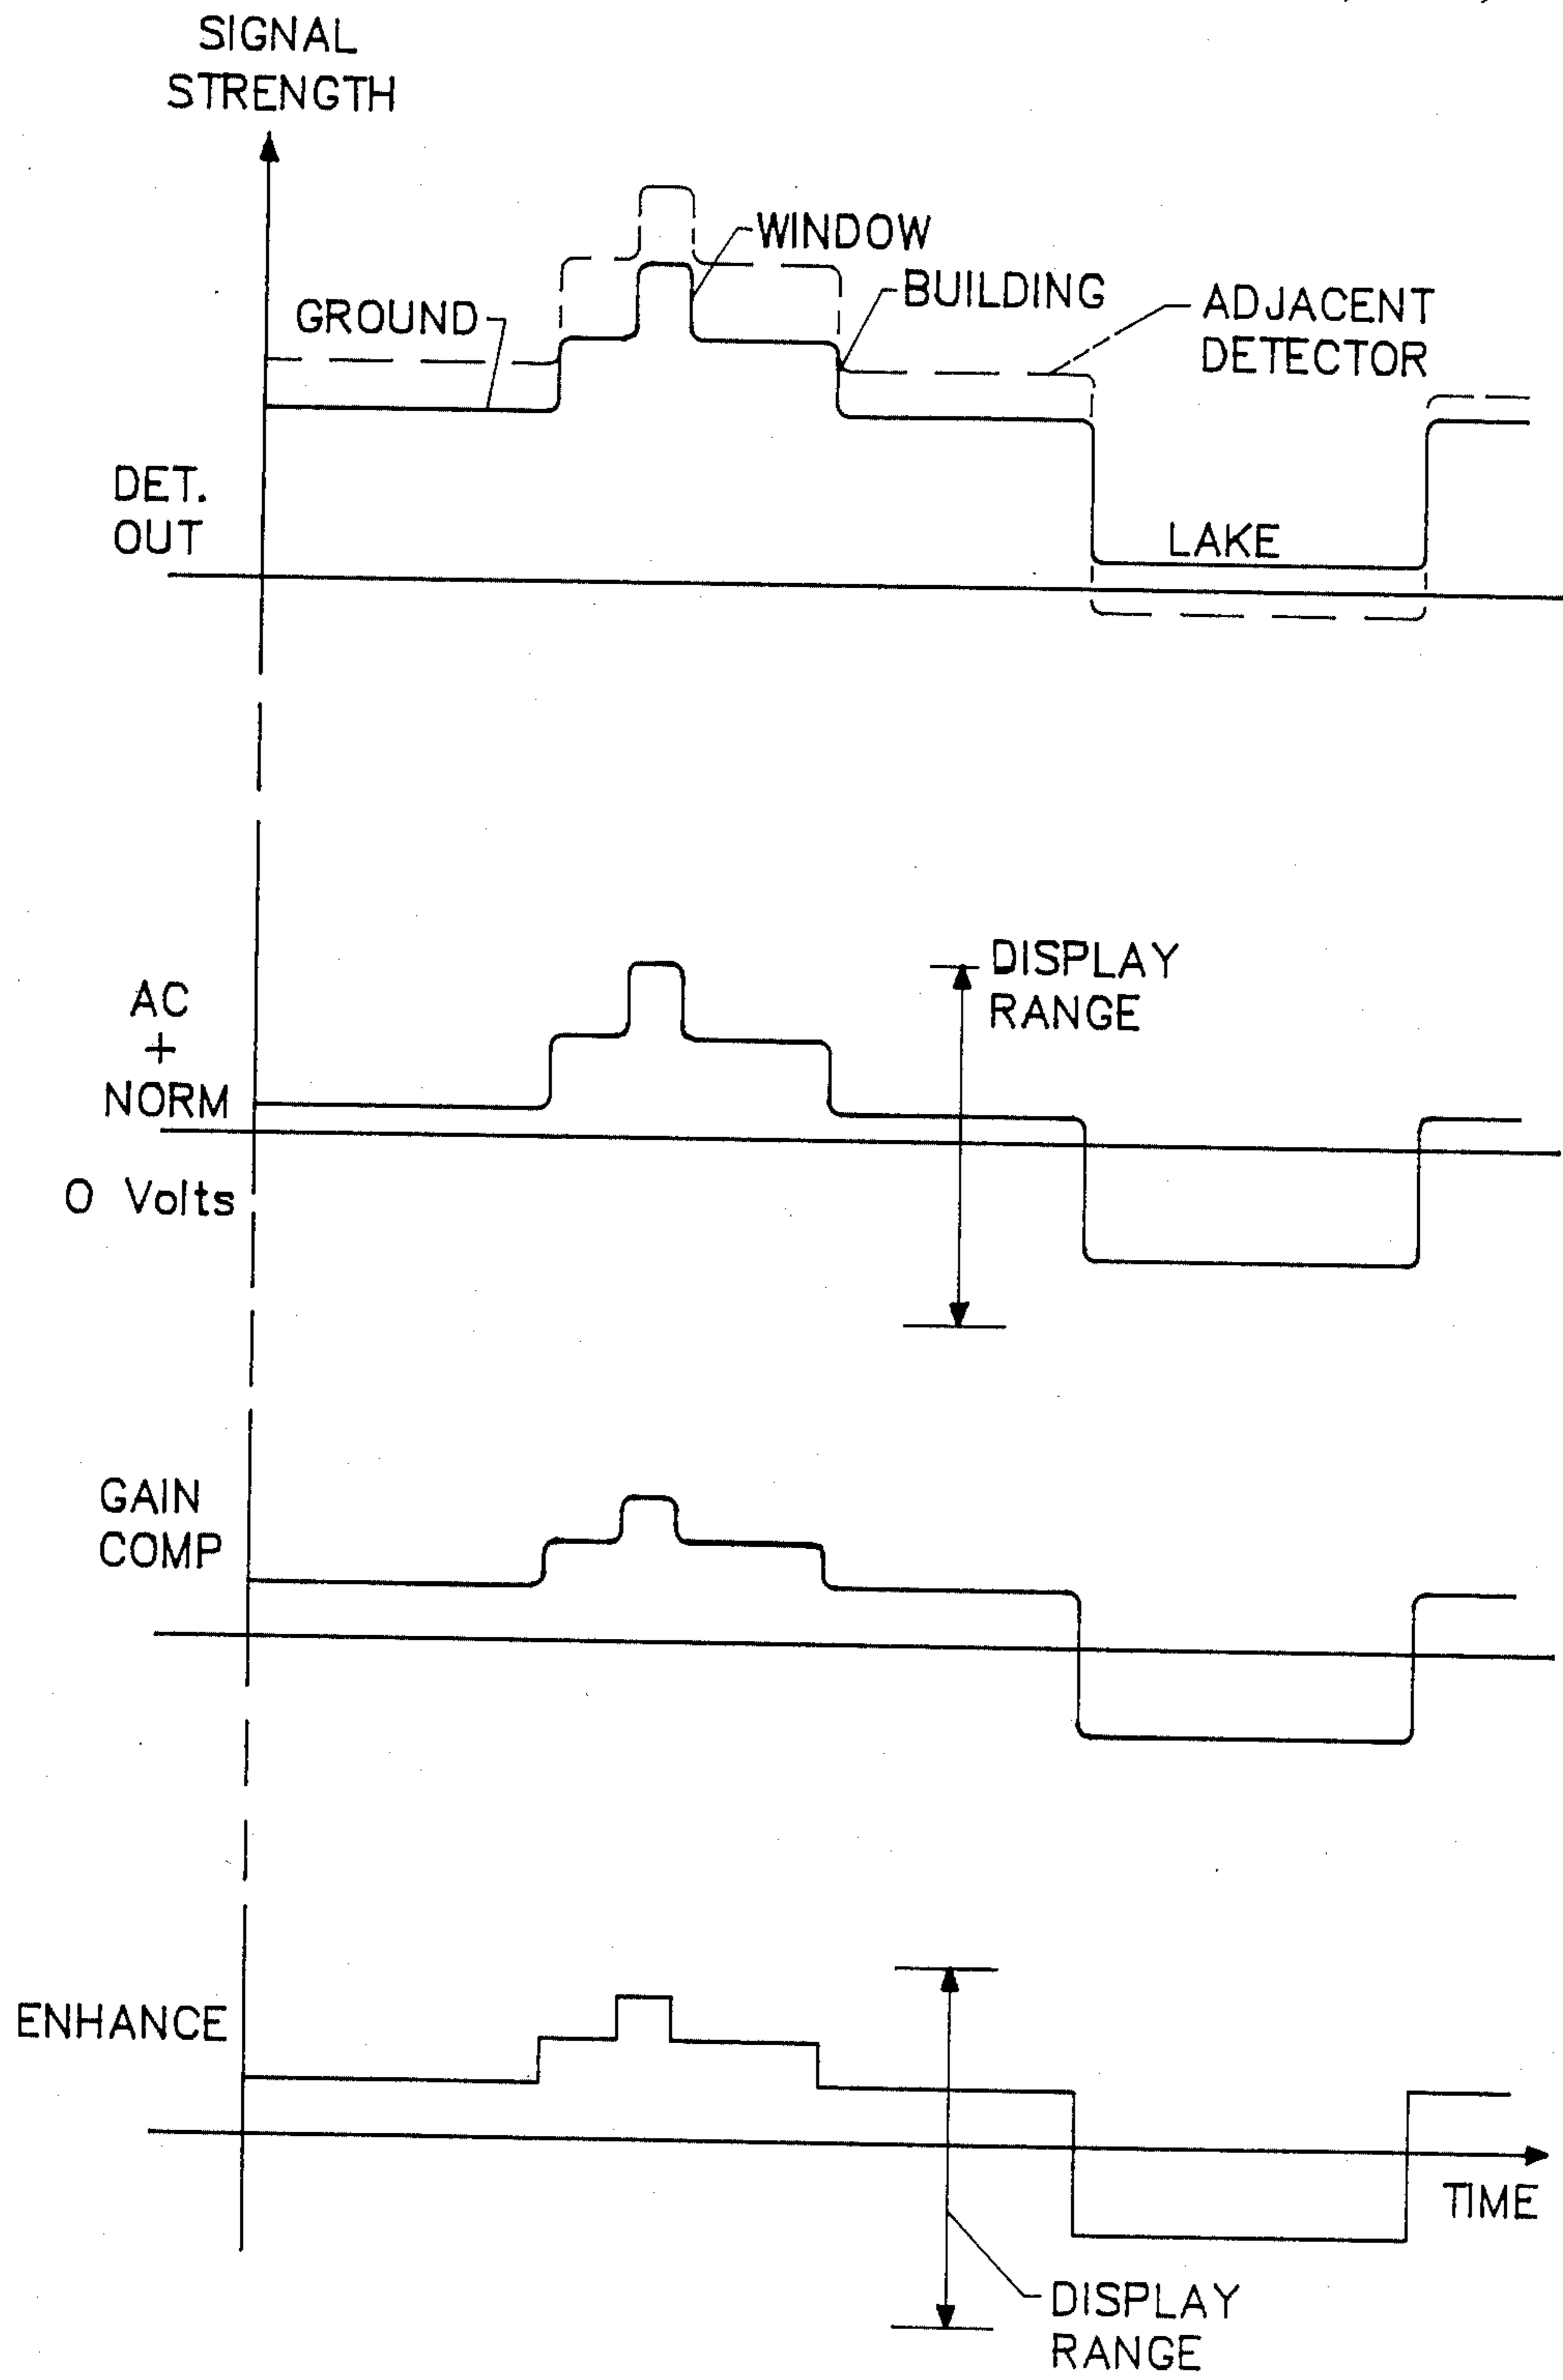 SIGNAL
STRENGTH
WINDOW
BUILDING
GROUND
ADJACENT
DETECTOR
DET.
OUT
LAKE
DISPLAY
RANGE
AC
+
NORM
0 Volts
GAIN
COMP
ENHANCE
TIME
DISPLAY
RANGE